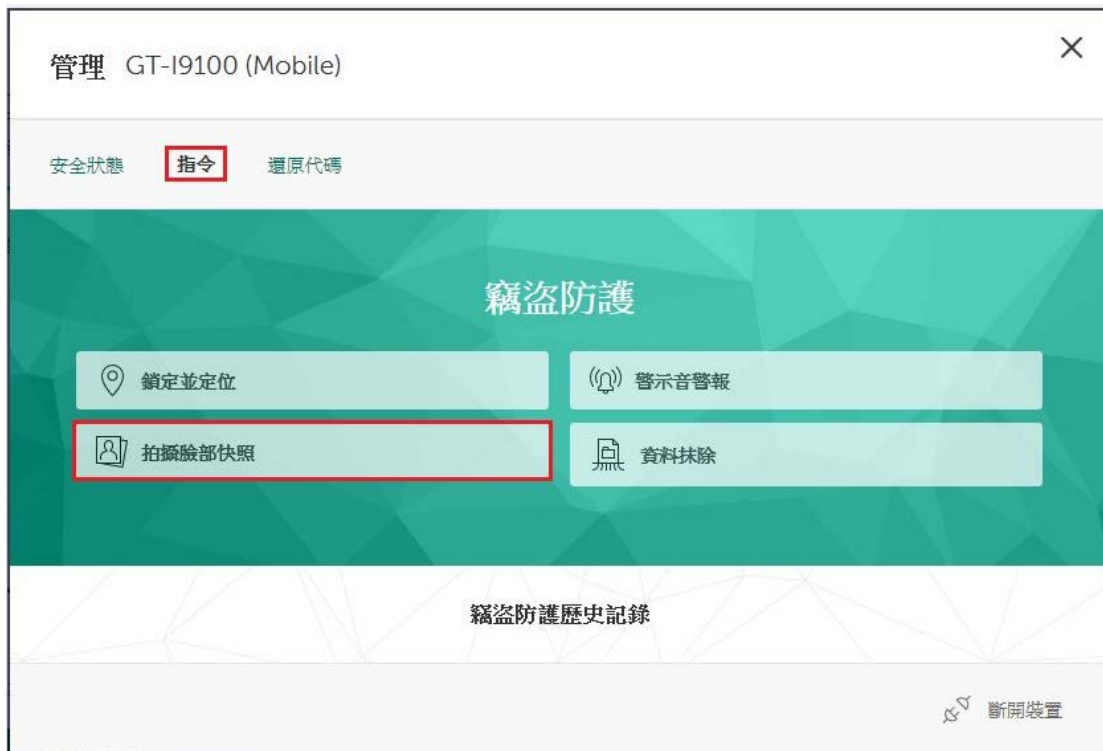 管理 GT-I9100 (Mobile)
安全狀態 指令 還原代碼
竊盜防護
鎖定並定位 警示音警報
拍攝臉部快照 資料抹除
竊盜防護歷史記錄
斷開裝置